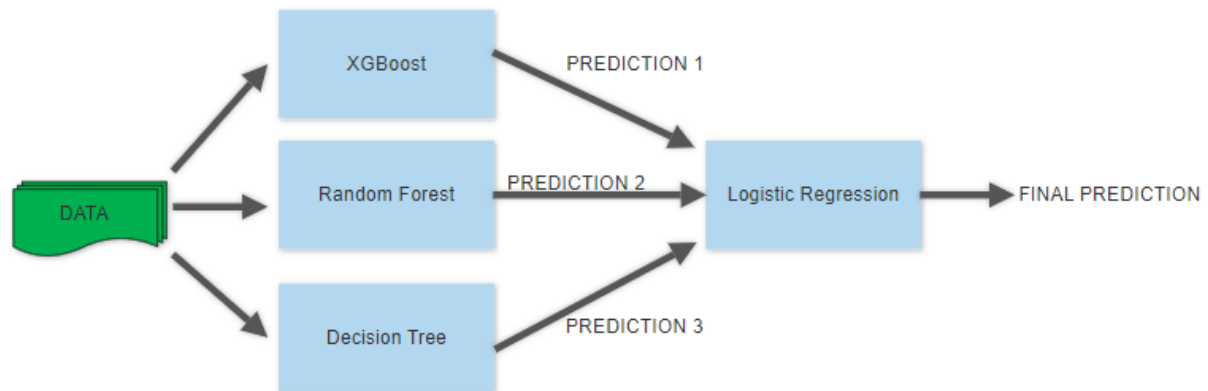 XGBoost
PREDICTION 1
DATA
Random Forest
PREDICTION 2
Logistic Regression
FINAL PREDICTION
Decision Tree
PREDICTION 3